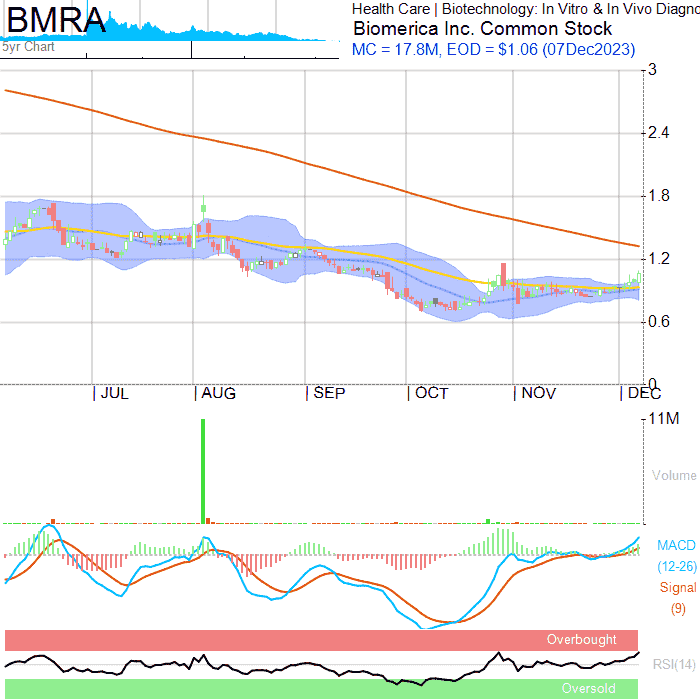 BMRA
5yr Chart
Health Care | Biotechnology: In Vitro & In Vivo Diagno
Biomerica Inc. Common Stock
MC = 17.8M, EOD = $1.06 (07Dec2023)
3
2.4
1.8
1.2
0.6
0
JUL AUG SEP OCT NOV DEC
11M
Volume
MACD
(12-26)
Signal
(9)
Overbought
RSI(14)
Oversold